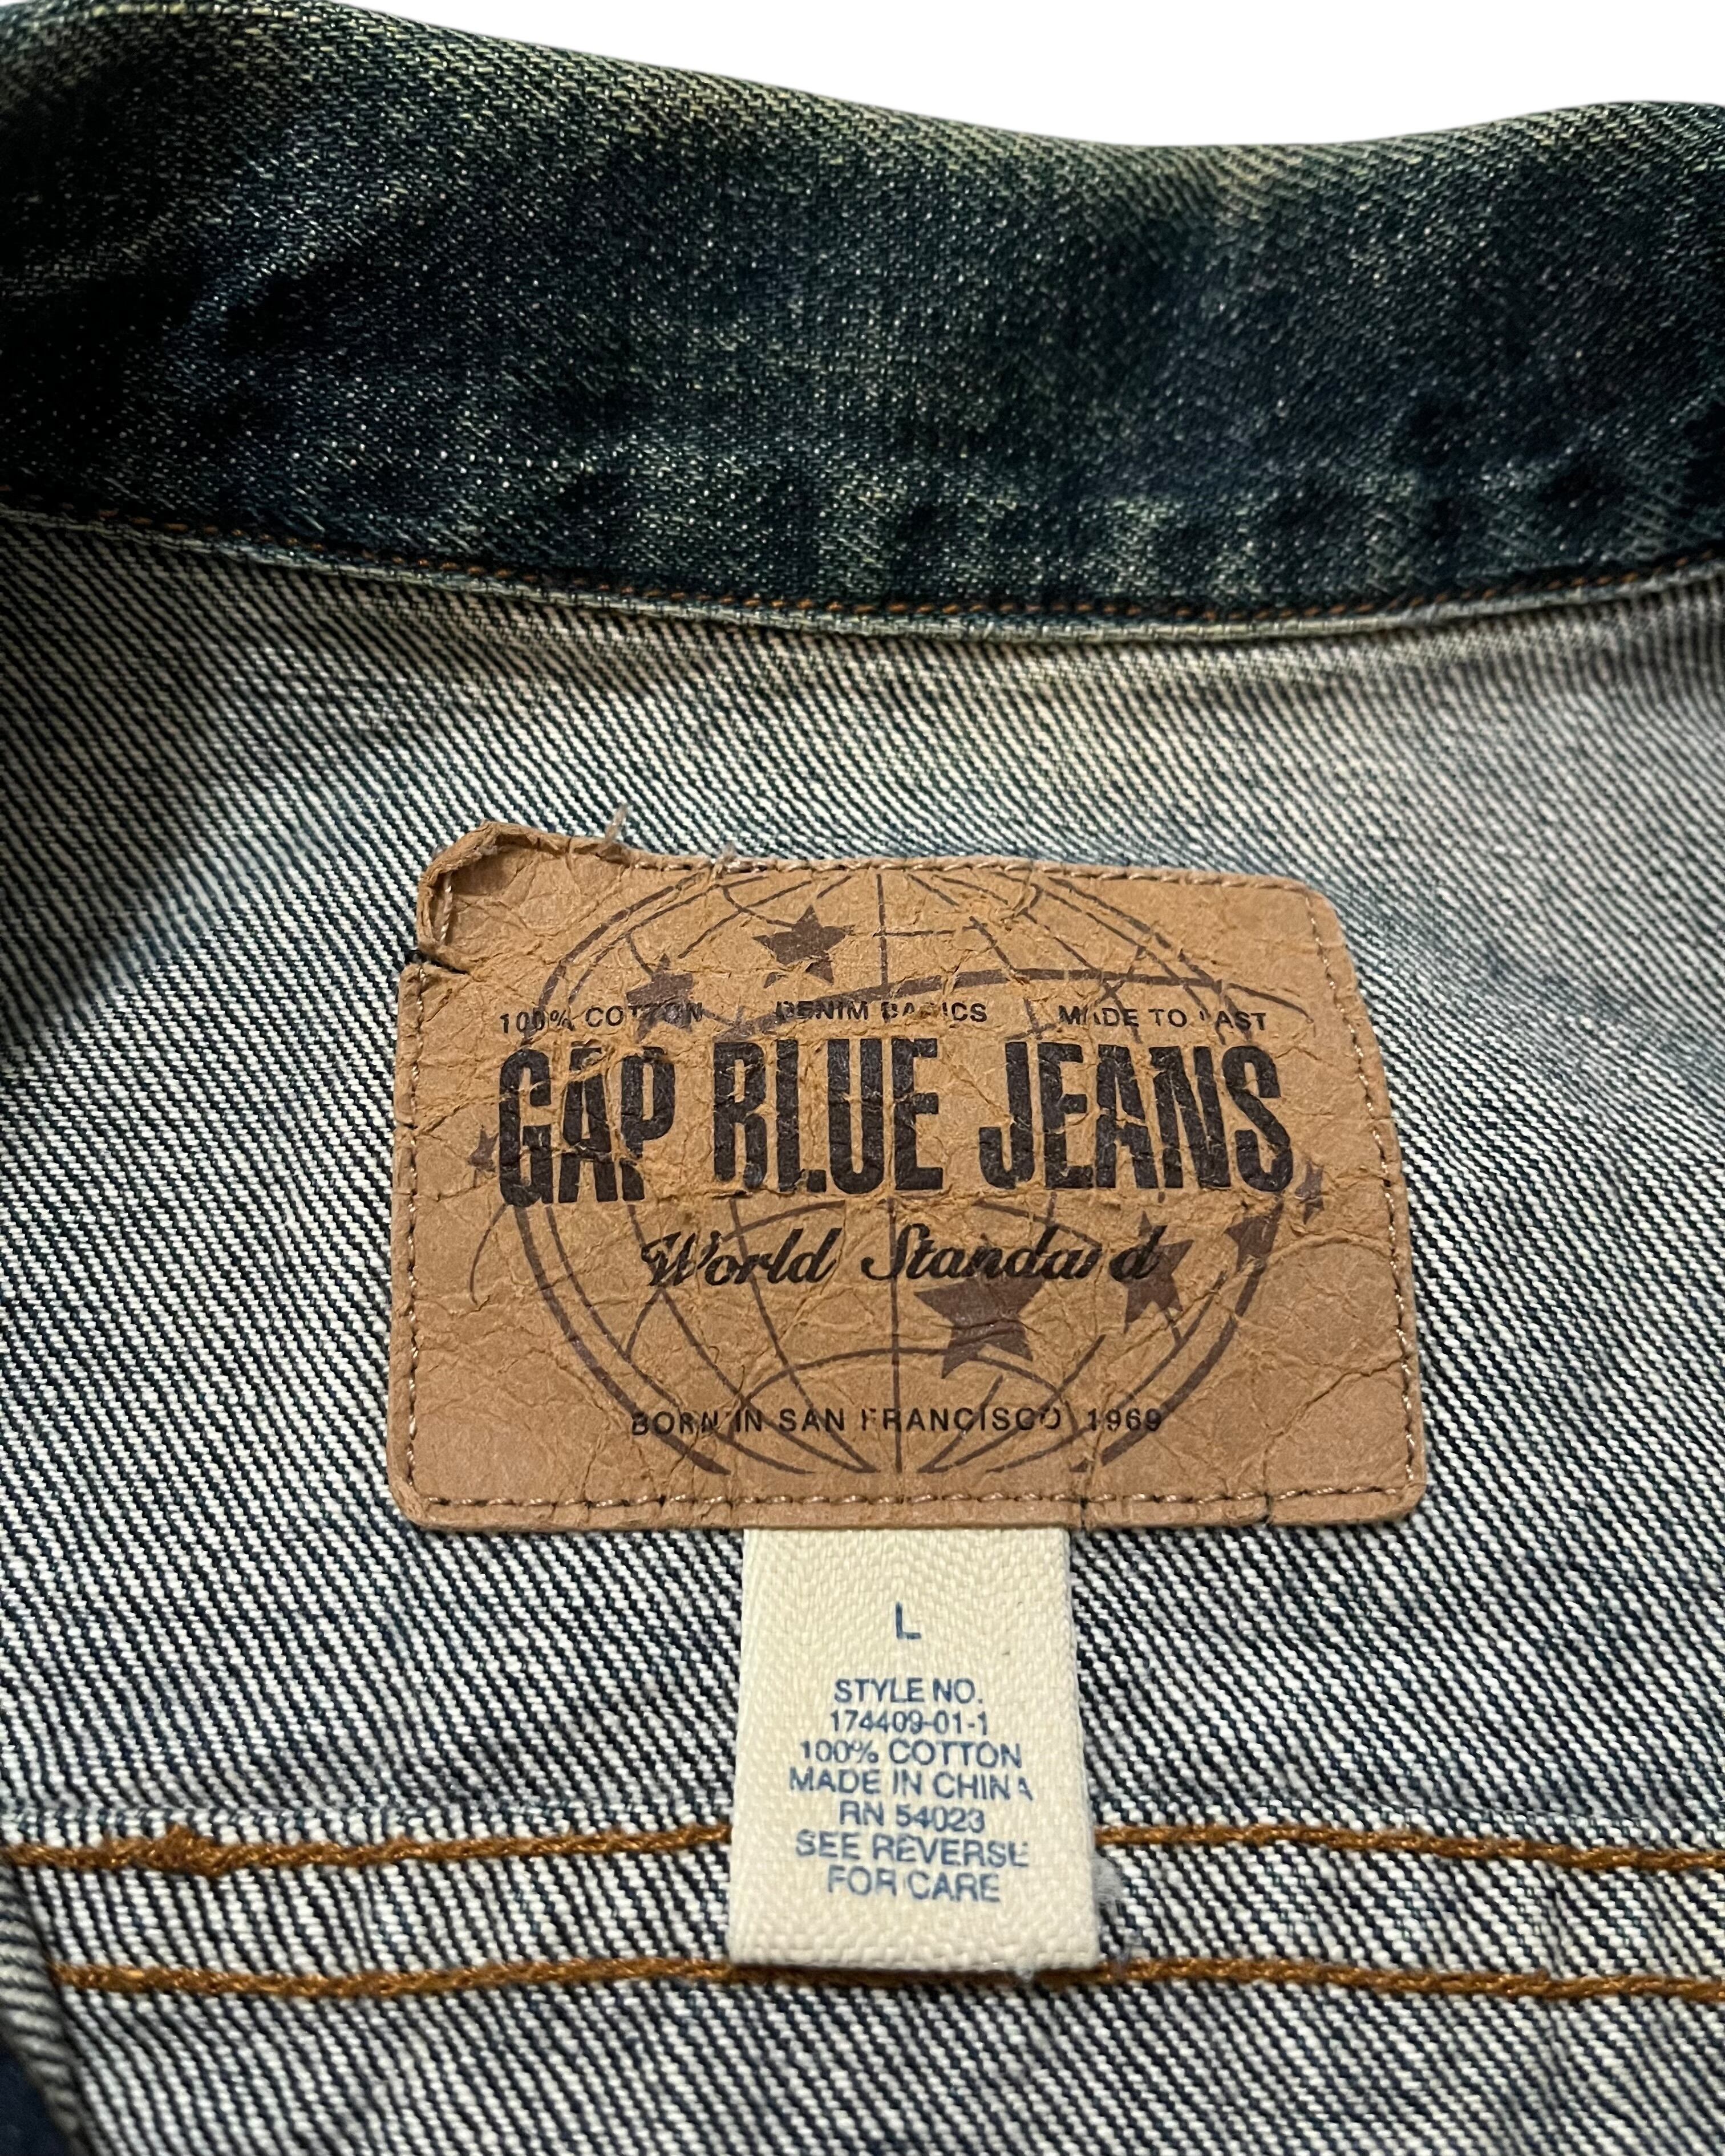 100% COTTON DENIM BASICS MADE TO LAST
GAP BLUE JEANS
World Standard
BORN IN SAN FRANCISCO 1969
L
STYLE NO.
174409-01-1
100% COTTON
MADE IN CHINA
RN 54023
SEE REVERSE
FOR CARE